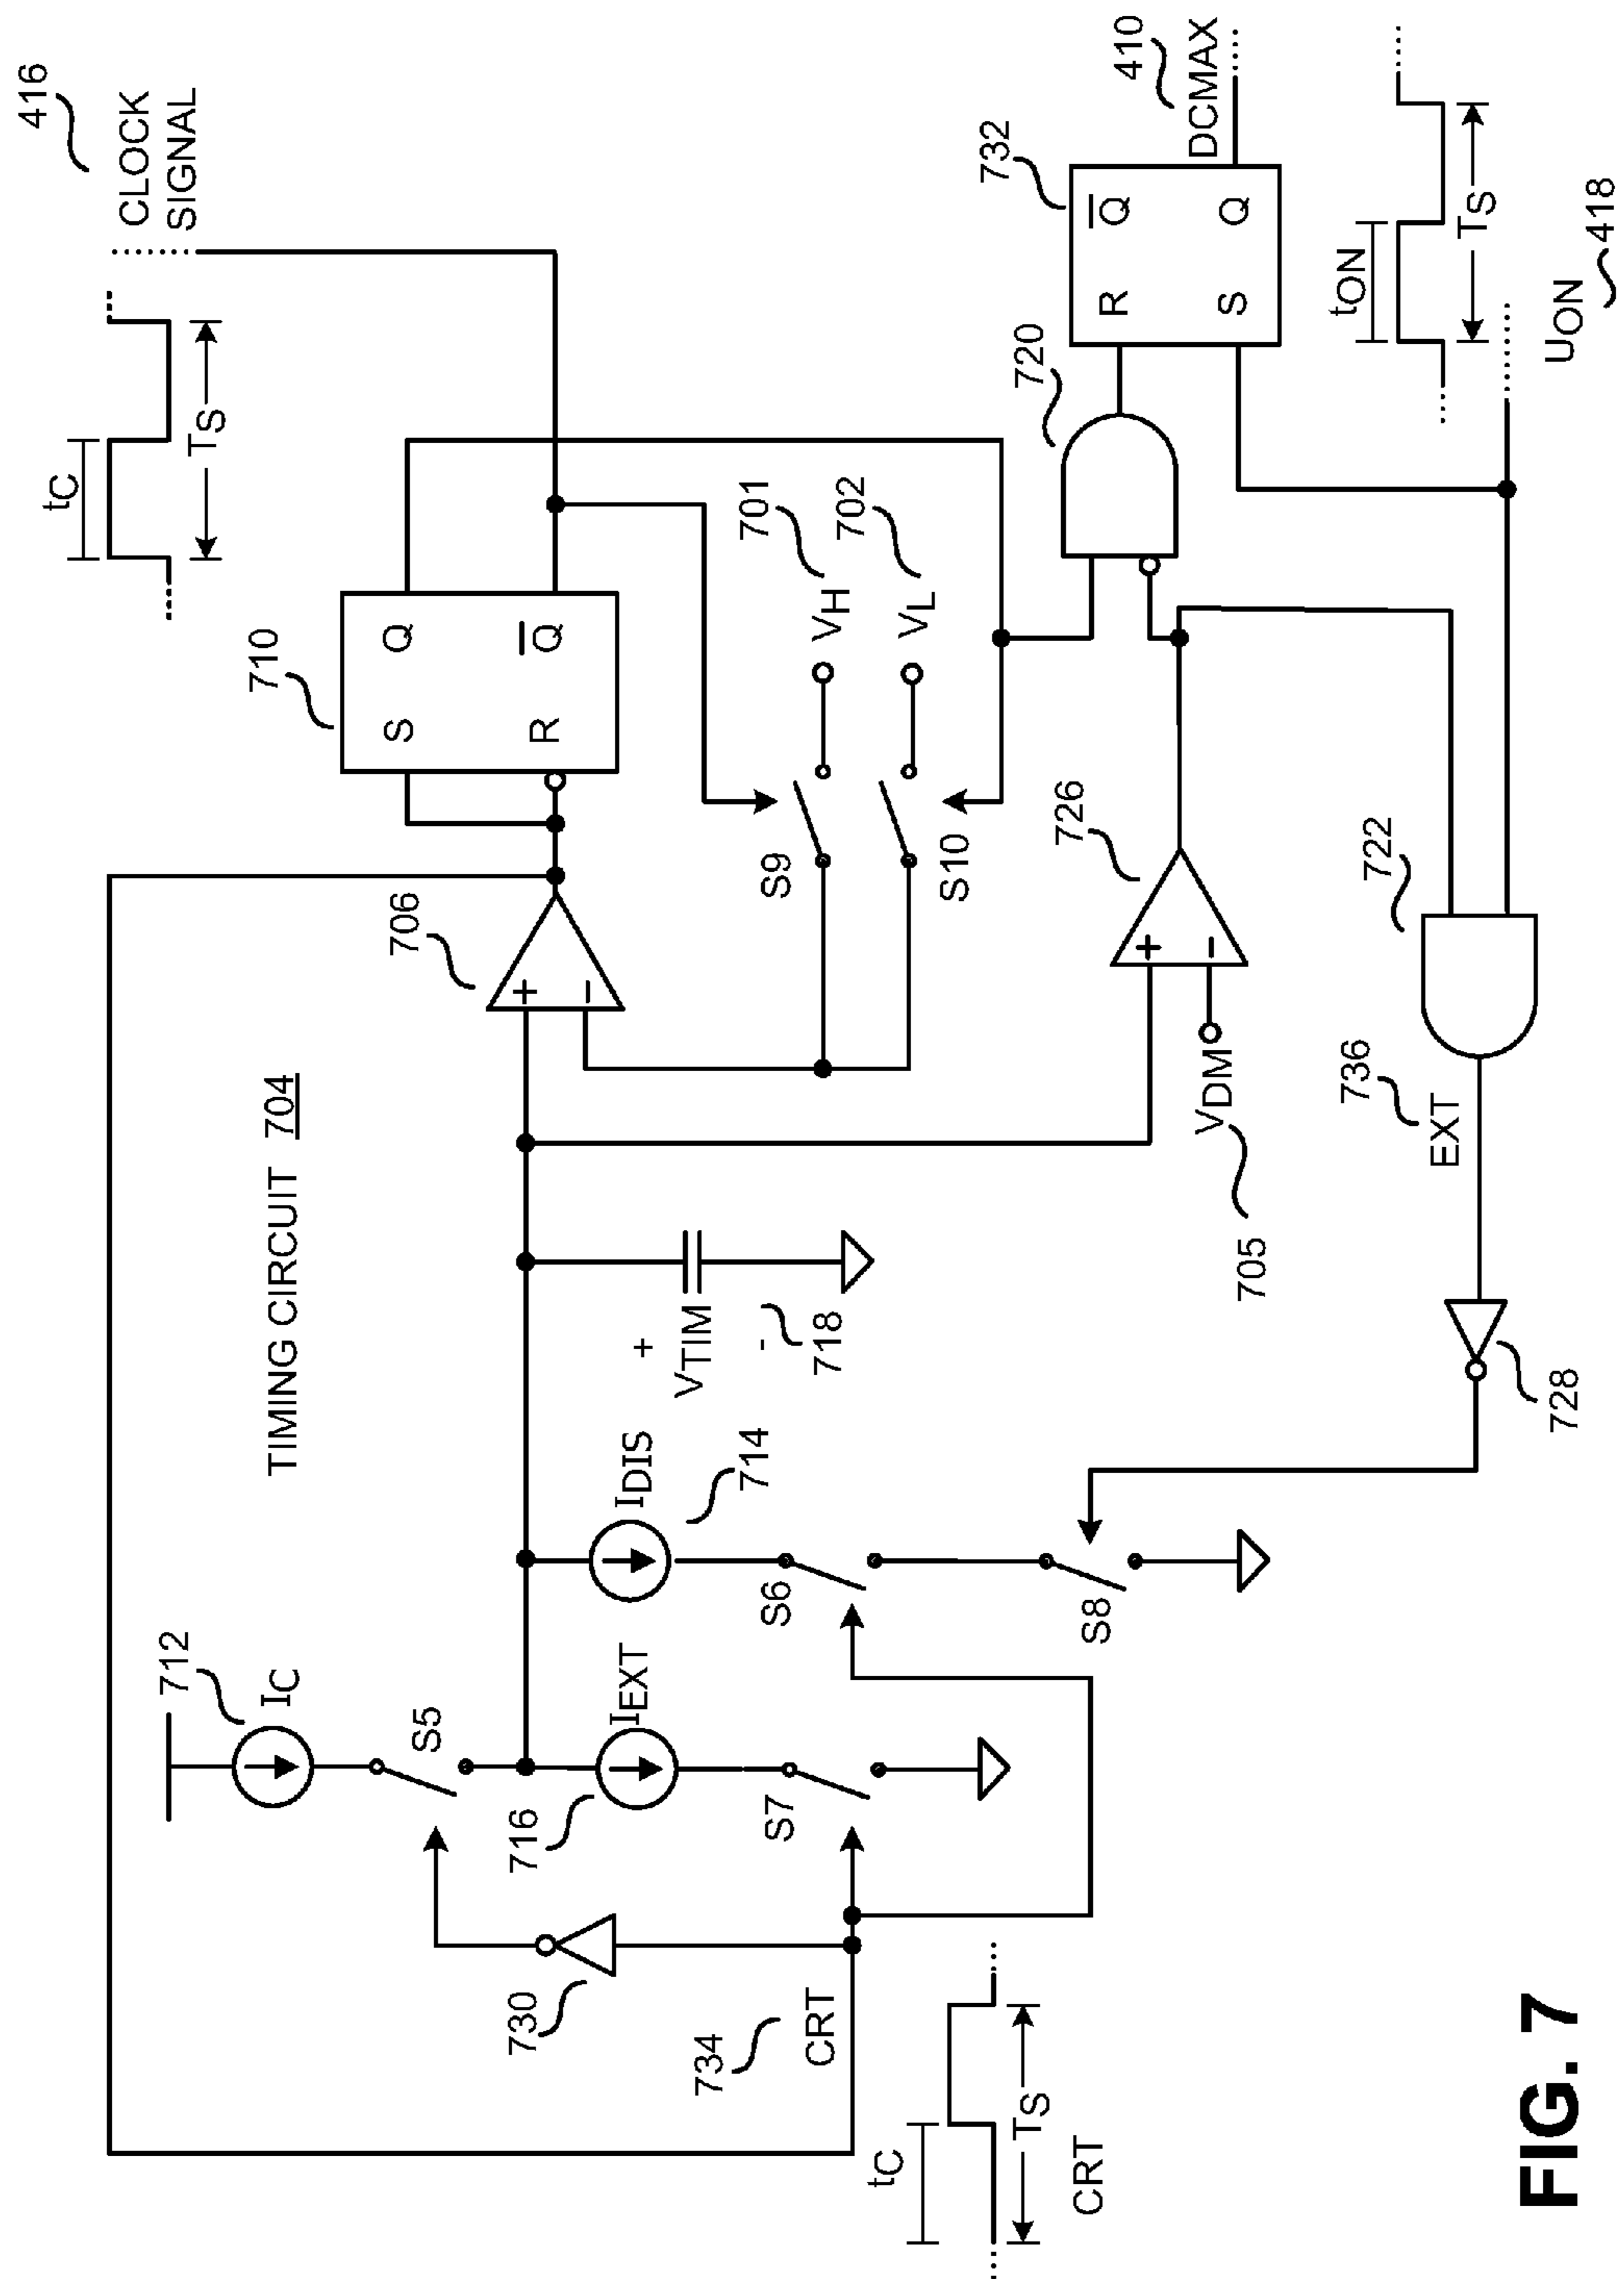 TIMING CIRCUIT 704
416
CLOCK
SIGNAL
tC
TS
710
S
Q
R
Q
706
+
−
712
IC
S5
716
IEXT
S7
730
734
CRT
tC
TS
CRT
IDIS
714
S6
S8
+
VTIM
-
718
S9
S10
701
VH
702
VL
726
+
−
VDM
705
720
732
R
Q
S
Q
410
DCMAX
722
736
EXT
728
tON
TS
UON
418
FIG. 7